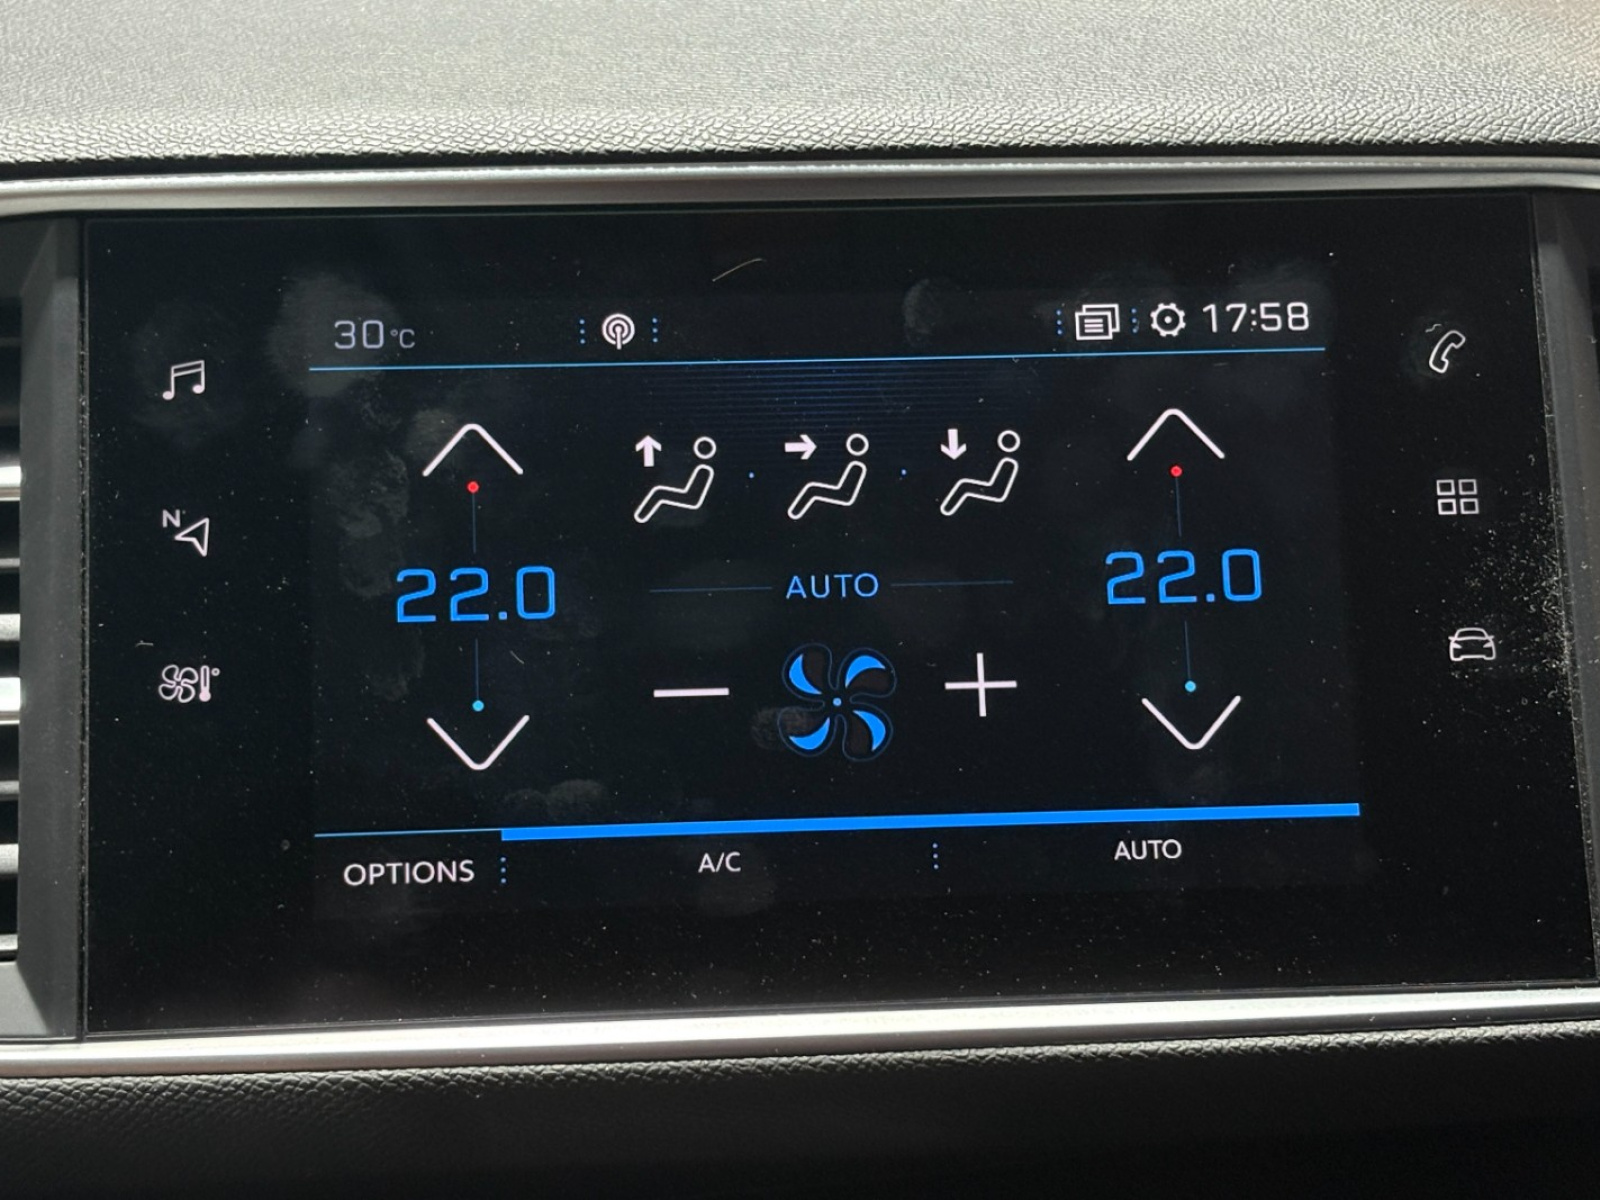 30°C
17:58
N
22.0
AUTO
22.0
OPTIONS
A/C
AUTO